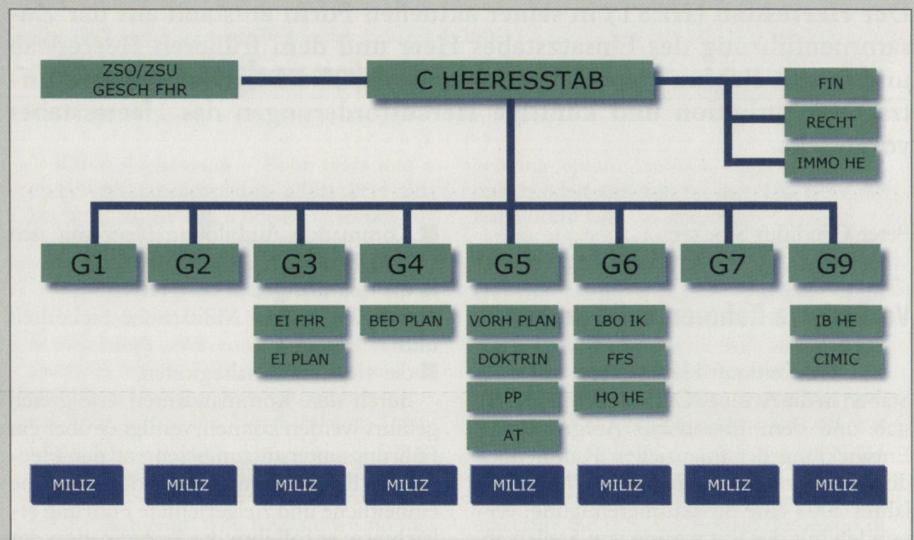 ZSO/ZSU
GESCH FHR
C HEERESSTAB
FIN
RECHT
IMMO HE
G1
G2
G3
G4
G5
G6
G7
G9
EI FHR
BED PLAN
VORH PLAN
LBO IK
IB HE
EI PLAN
DOKTRIN
FFS
CIMIC
PP
HQ HE
AT
MILIZ
MILIZ
MILIZ
MILIZ
MILIZ
MILIZ
MILIZ
MILIZ